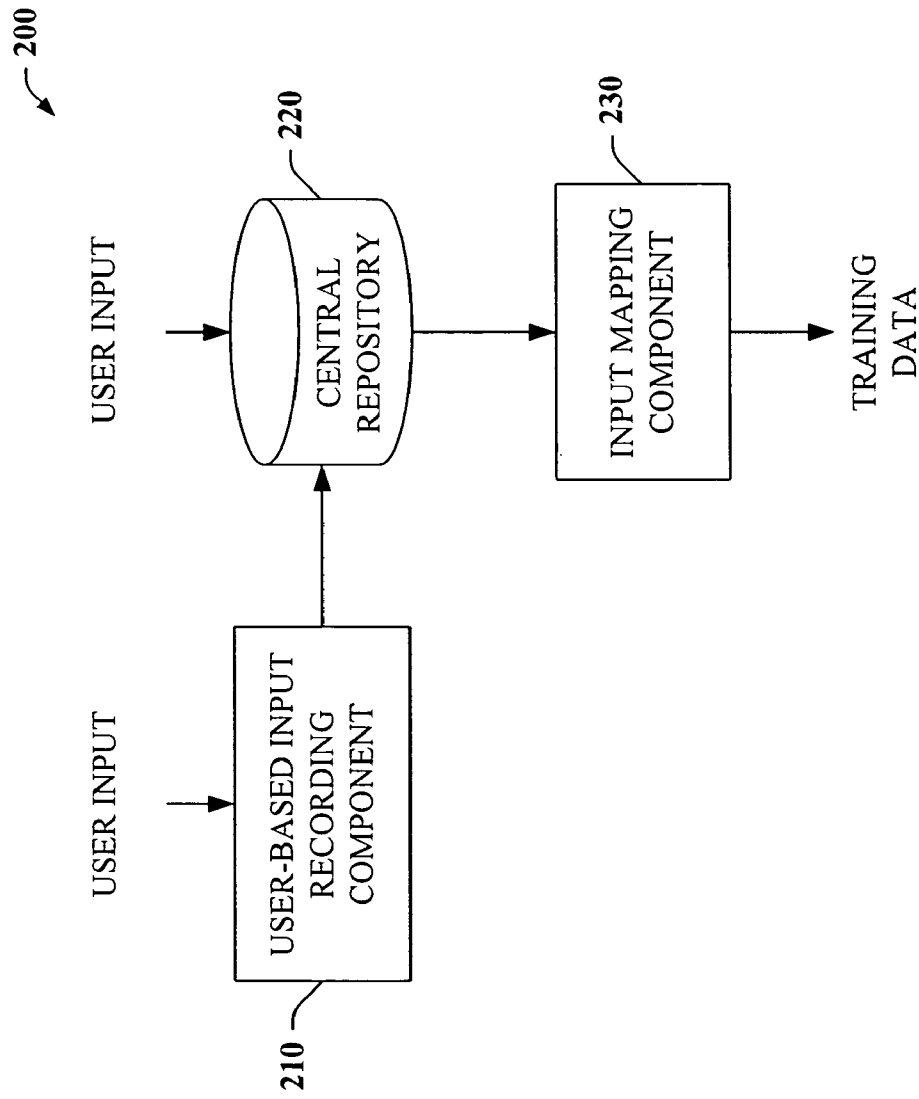 200
USER INPUT
USER INPUT
210
USER-BASED INPUT
RECORDING
COMPONENT
220
CENTRAL
REPOSITORY
230
INPUT MAPPING
COMPONENT
TRAINING
DATA